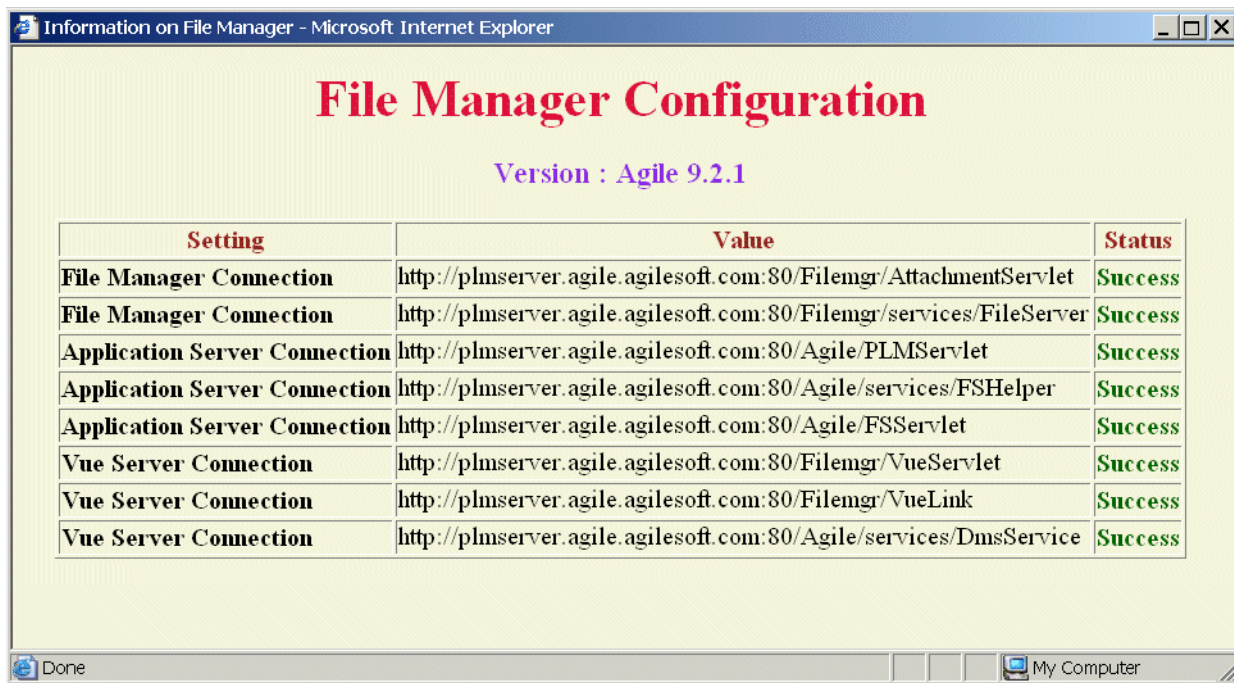 Information on File Manager - Microsoft Internet Explorer
File Manager Configuration
Version : Agile 9.2.1
Setting Value Status
File Manager Connection http://plmserver.agile.agilesoft.com:80/Filemgr/AttachmentServlet Success
File Manager Connection http://plmserver.agile.agilesoft.com:80/Filemgr/services/FileServer Success
Application Server Connection http://plmserver.agile.agilesoft.com:80/Agile/PLMServlet Success
Application Server Connection http://plmserver.agile.agilesoft.com:80/Agile/services/FSHelper Success
Application Server Connection http://plmserver.agile.agilesoft.com:80/Agile/FSServlet Success
Vue Server Connection http://plmserver.agile.agilesoft.com:80/Filemgr/VueServlet Success
Vue Server Connection http://plmserver.agile.agilesoft.com:80/Filemgr/VueLink Success
Vue Server Connection http://plmserver.agile.agilesoft.com:80/Agile/services/DmsService Success
Done My Computer